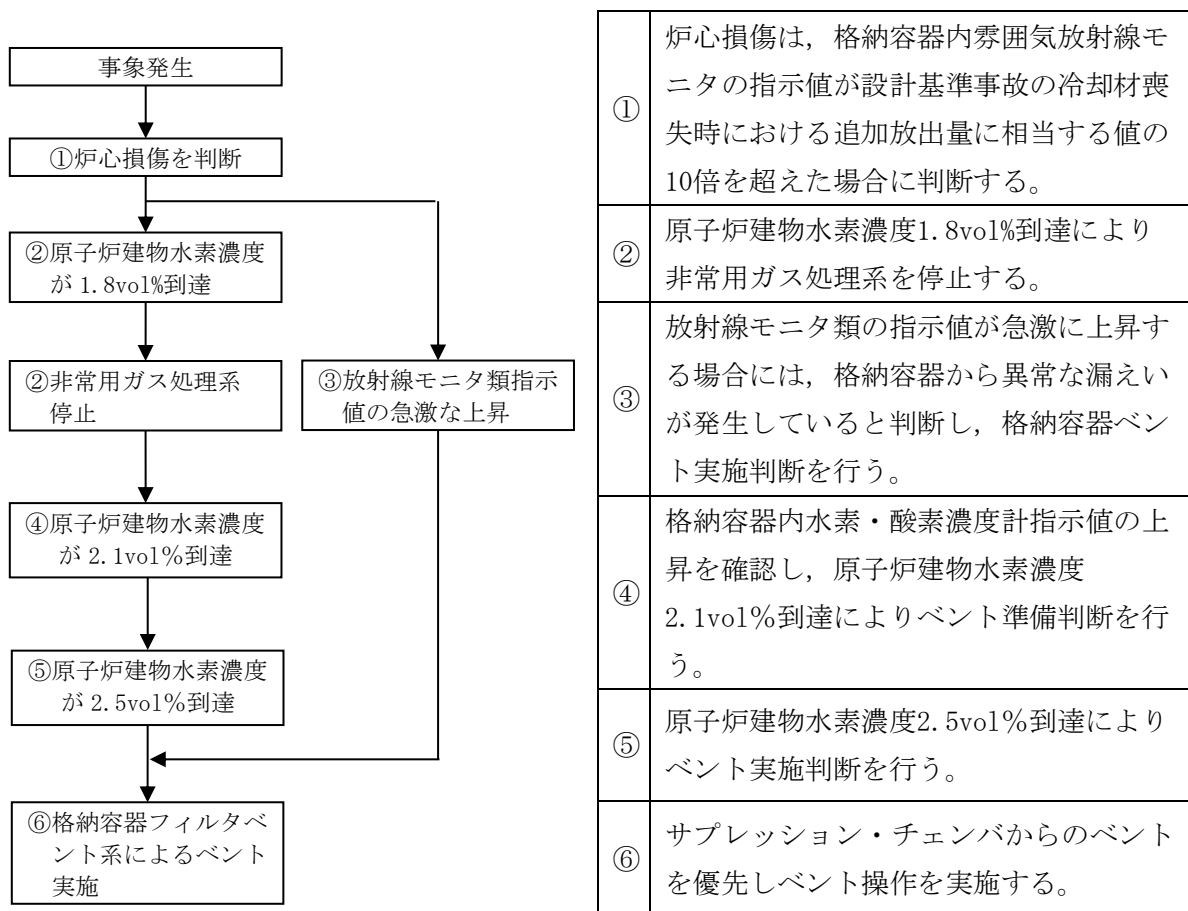 事象発生
①炉心損傷を判断
②原子炉建物水素濃度
が 1.8vol%到達
②非常用ガス処理系
停止
③放射線モニタ類指示
値の急激な上昇
④原子炉建物水素濃度
が 2.1vol％到達
⑤原子炉建物水素濃度
が 2.5vol％到達
⑥格納容器フィルタベ
ント系によるベント
実施
①
炉心損傷は，格納容器内雰囲気放射線モ
ニタの指示値が設計基準事故の冷却材喪
失時における追加放出量に相当する値の
10倍を超えた場合に判断する。
②
原子炉建物水素濃度1.8vol%到達により
非常用ガス処理系を停止する。
③
放射線モニタ類の指示値が急激に上昇す
る場合には，格納容器から異常な漏えい
が発生していると判断し，格納容器ベン
ト実施判断を行う。
④
格納容器内水素・酸素濃度計指示値の上
昇を確認し，原子炉建物水素濃度
2.1vol％到達によりベント準備判断を行
う。
⑤
原子炉建物水素濃度2.5vol％到達により
ベント実施判断を行う。
⑥
サプレッション・チェンバからのベント
を優先しベント操作を実施する。